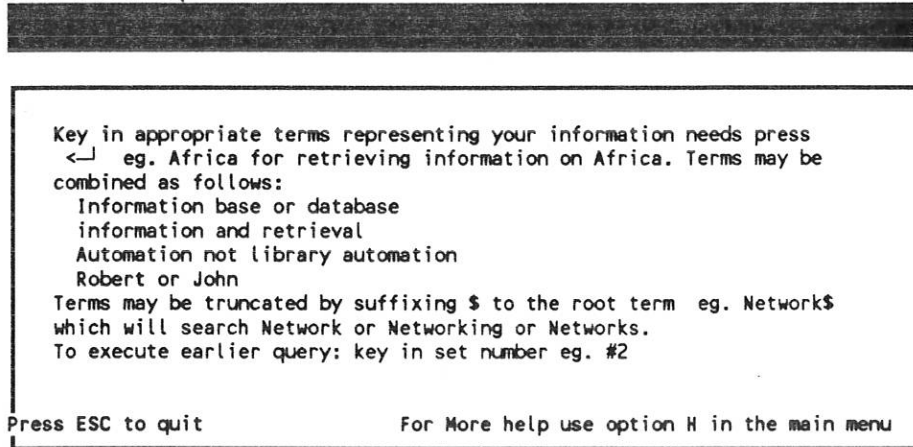 Key in appropriate terms representing your information needs press
<─┘ eg. Africa for retrieving information on Africa. Terms may be
combined as follows:
Information base or database
information and retrieval
Automation not library automation
Robert or John
Terms may be truncated by suffixing $ to the root term eg. Network$
which will search Network or Networking or Networks.
To execute earlier query: key in set number eg. #2
Press ESC to quit For More help use option H in the main menu